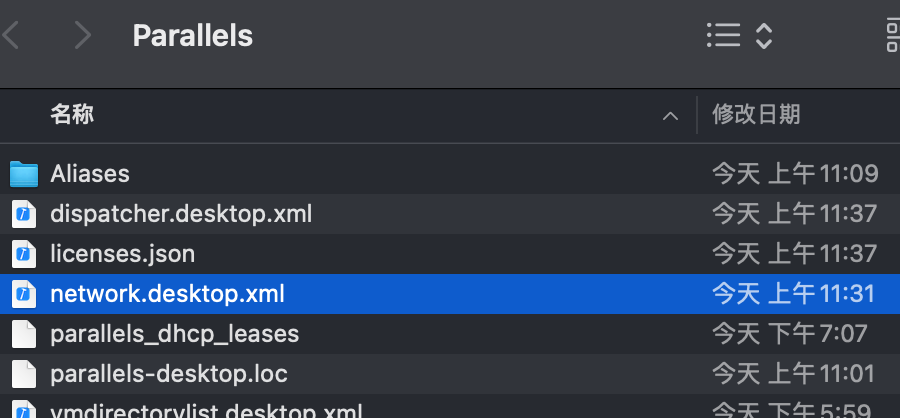 Parallels
名称 修改日期
Aliases 今天 上午11:09
dispatcher.desktop.xml 今天 上午11:37
licenses.json 今天 上午11:37
network.desktop.xml 今天 上午11:31
parallels_dhcp_leases 今天 下午7:07
parallels-desktop.loc 今天 上午11:01
vmdirectorylist.desktop.xml 今天 下午5:59